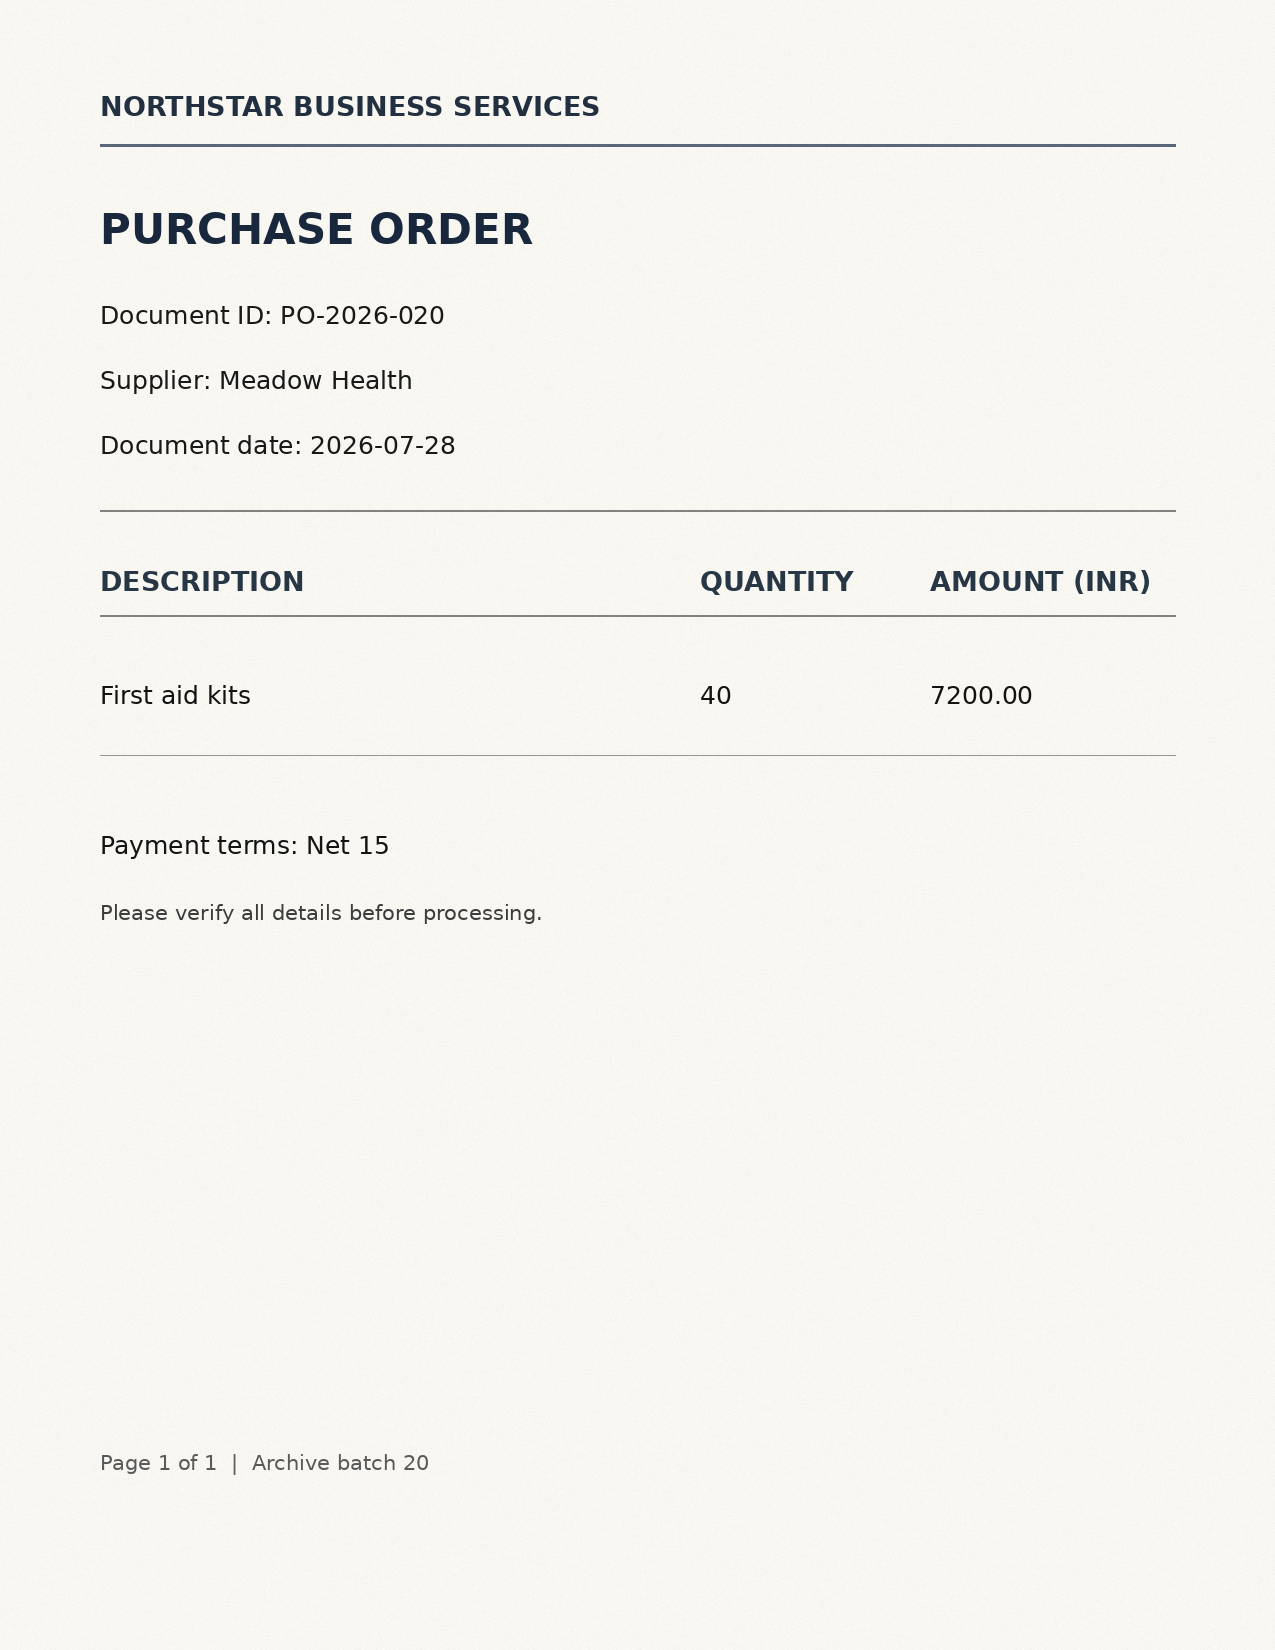 NORTHSTAR BUSINESS SERVICES
PURCHASE ORDER
Document ID: PO-2026-020
Supplier: Meadow Health
Document date: 2026-07-28
DESCRIPTION QUANTITY AMOUNT (INR)
First aid kits 40 7200.00
Payment terms: Net 15
Please verify all details before processing.
Page 1 of 1 | Archive batch 20